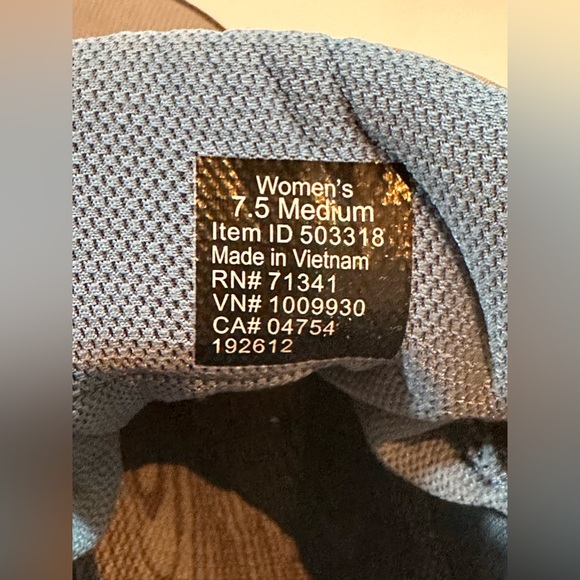 Women's
7.5 Medium
Item ID 503318
Made in Vietnam
RN# 71341
VN# 1009930
CA# 04754
192612